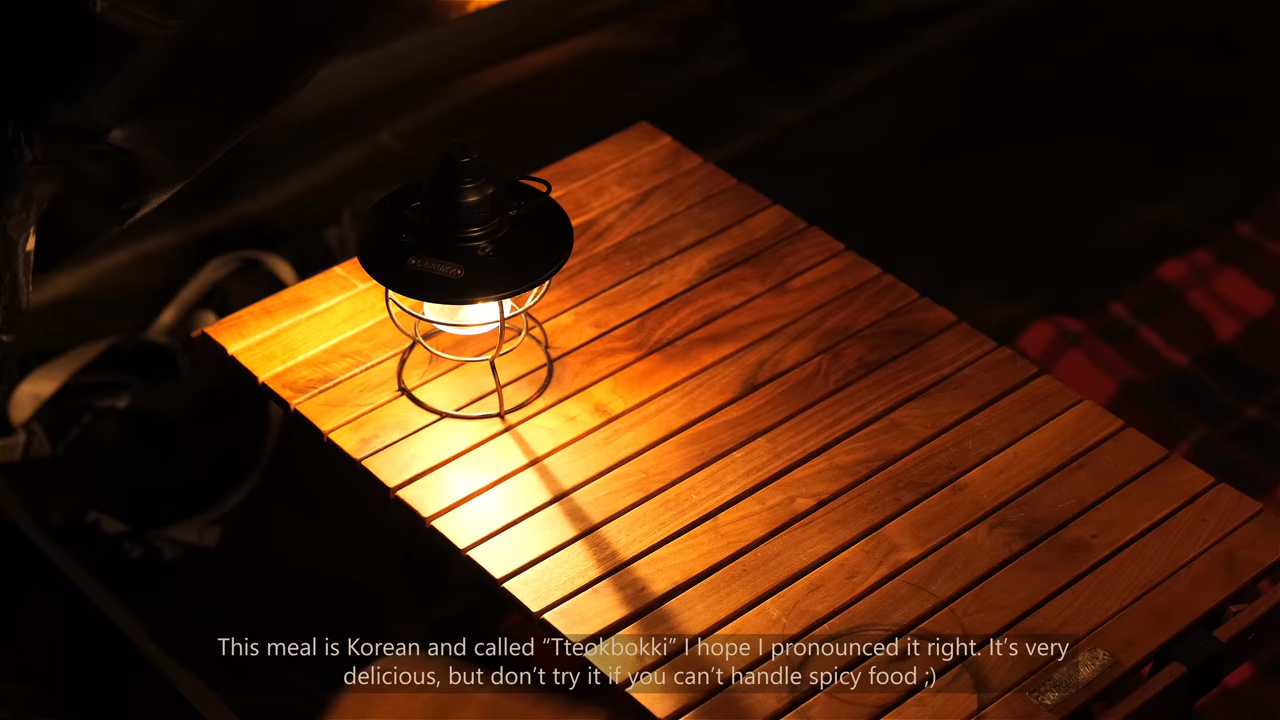 This meal is Korean and called “Tteokbokki” I hope I pronounced it right. It’s very
delicious, but don’t try it if you can’t handle spicy food ;)